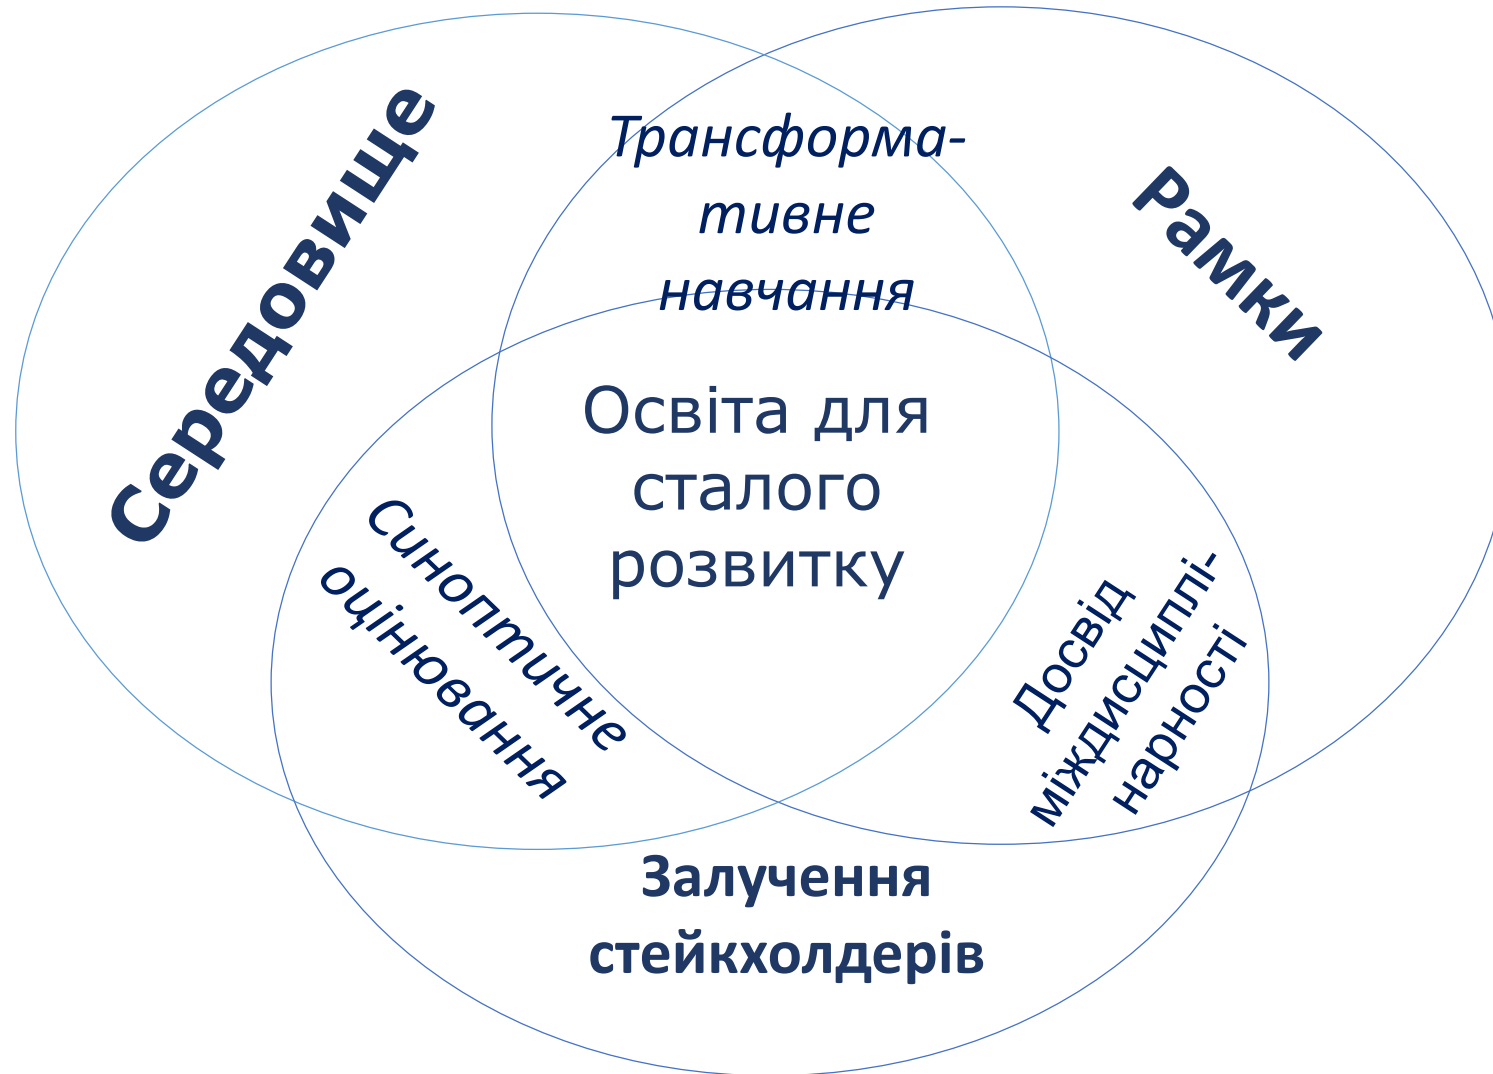 Середовище
Трансформа-
тивне
навчання
Рамки
Освіта для
сталого
розвитку
Синоптичне
оцінювання
Досвід
міждисциплі-
нарності
Залучення
стейкхолдерів